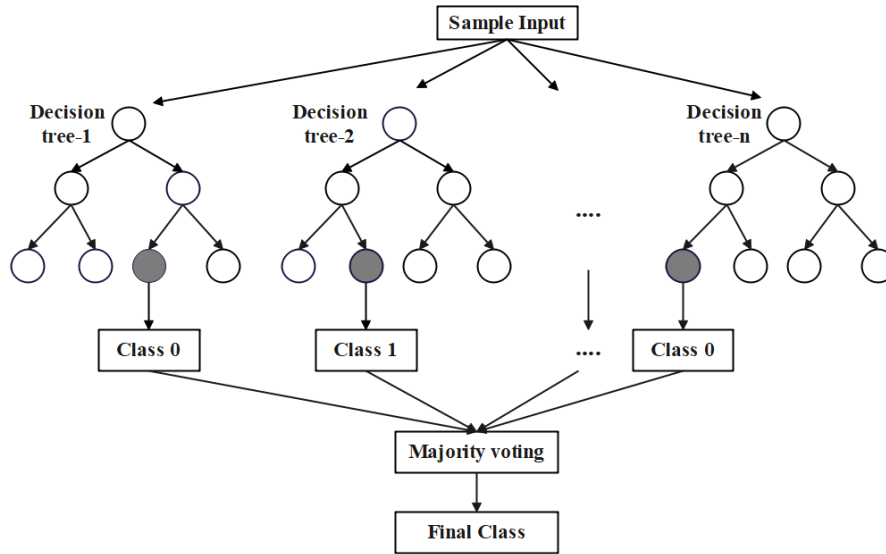 Sample Input
Decision
tree-1
Decision
tree-2
Decision
tree-n
....
Class 0
Class 1
....
Class 0
Majority voting
Final Class